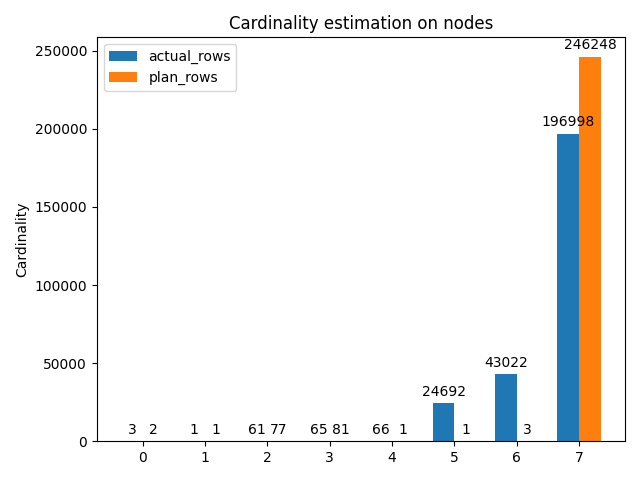 Cardinality estimation on nodes
actual_rows
plan_rows
Cardinality
250000
200000
150000
100000
50000
0
3 2 1 1 61 77 65 81 66 1 24692 1 43022 3 196998 246248
0 1 2 3 4 5 6 7